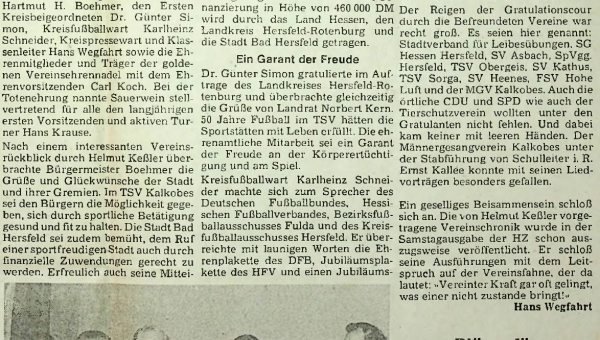 Hartmut H. Boehmer, den Ersten
Kreisbeigeordneten Dr. Günter Si-
mon, Kreisfußballwart Karlheinz
Schneider, Kreispressewart und Klas-
senleiter Hans Wegfahrt sowie die Eh-
renmitglieder und Träger der golde-
nen Vereinsehrennadel mit dem Eh-
renvorsitzenden Carl Koch. Bei der
Totenehrung nannte Sauerwein stell-
vertretend für alle den langjährigen
ersten Vorsitzenden und aktiven Tur-
ner Hans Krause.
Nach einem interessanten Vereins-
rückblich durch Helmut Keßler über-
brachte Bürgermeister Boehmer die
Grüße und Glückwünsche der Stadt
und ihrer Gremien. Im TSV Kalkobes
sei den Bürgern die Möglichkeit gege-
ben, sich durch sportliche Betätigung
gesund und fit zu halten. Die Stadt Bad
Hersfeld sei zudem bemüht, dem Ruf
einer sportfreudigen Stadt auch durch
finanzielle Zuwendungen gerecht zu
werden. Erfreulich auch seine Mittei-
nanzierung in Höhe von 460 000 DM
wird durch das Land Hessen, den
Landkreis Hersfeld-Rotenburg und
die Stadt Bad Hersfeld getragen.
Ein Garant der Freude
Dr. Günter Simon gratulierte im Auf-
trage des Landkreises Hersfeld-Ro-
tenburg und überbrachte gleichzeitig
die Grüße von Landrat Norbert Kern.
50 Jahre Fußball im TSV hätten die
Sportstätten mit Leben erfüllt. Die eh-
renamtliche Mitarbeit sei ein Garant
der Freude an der Körperertüchti-
gung und am Spiel.
Kreisfußballwart Karlheinz Schnei-
der machte sich zum Sprecher des
Deutschen Fußballbundes, Hessi-
schen Fußballverbandes, Bezirksfuß-
ballausschusses Fulda und des Kreis-
fußballausschusses Hersfeld. Er über-
reichte mit launigen Worten die Eh-
renplakette des DFB, Jubiläumspla-
kette des HFV und einen Jubiläums-
Der Reigen der Gratulationscour
durch die Befreundeten Vereine war
recht groß. Es seien hier genannt:
Stadtverband für Leibesübungen. SG
Hessen Hersfeld, SV Asbach, SpVgg.
Hersfeld, TSV Obergeis. SV Kathus,
TSV Sorga, SV Heenes, FSV Hohe
Luft und der MGV Kalkobes. Auch die
örtliche CDU und SPD wie auch der
Tierschutzverein wollten unter den
Gratulanten nicht fehlen. Und dabei
kam keiner mit leeren Händen. Der
Männergesangverein Kalkobes unter
der Stabführung von Schulleiter i. R.
Ernst Kallée konnte mit seinen Lied-
vorträgen besonders gefallen.
Ein geselliges Beisammensein schloß
sich an. Die von Helmut Keßler vorge-
tragene Vereinschronik wurde in der
Samstagausgabe der HZ schon aus-
zugsweise veröffentlicht. Er schloß
seine Ausführungen mit dem Leit-
spruch auf der Vereinsfahne, der da
lautet: »Vereinter Kraft gar oft gelingt,
was einer nicht zustande bringt!«
Hans Wegfahrt